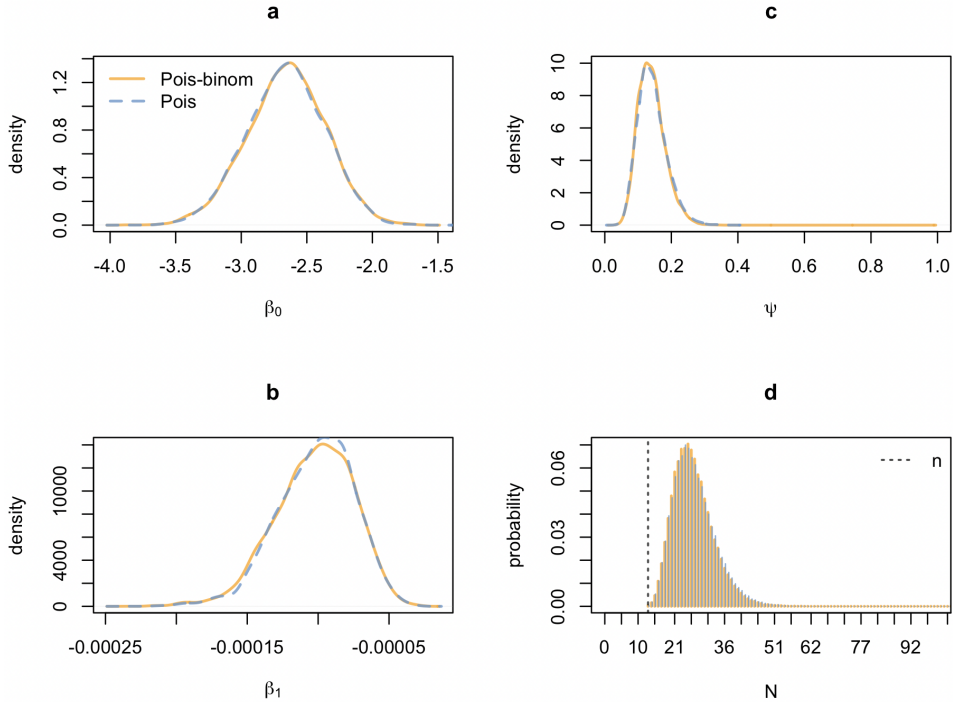 a
density
0.0 0.4 0.8 1.2
Pois-binom
Pois
-4.0 -3.5 -3.0 -2.5 -2.0 -1.5
β0
c
density
0 2 4 6 8 10
0.0 0.2 0.4 0.6 0.8 1.0
ψ
b
density
0 4000 10000
-0.00025 -0.00015 -0.00005
β1
d
probability
0.00 0.03 0.06
n
0 10 21 36 51 62 77 92
N